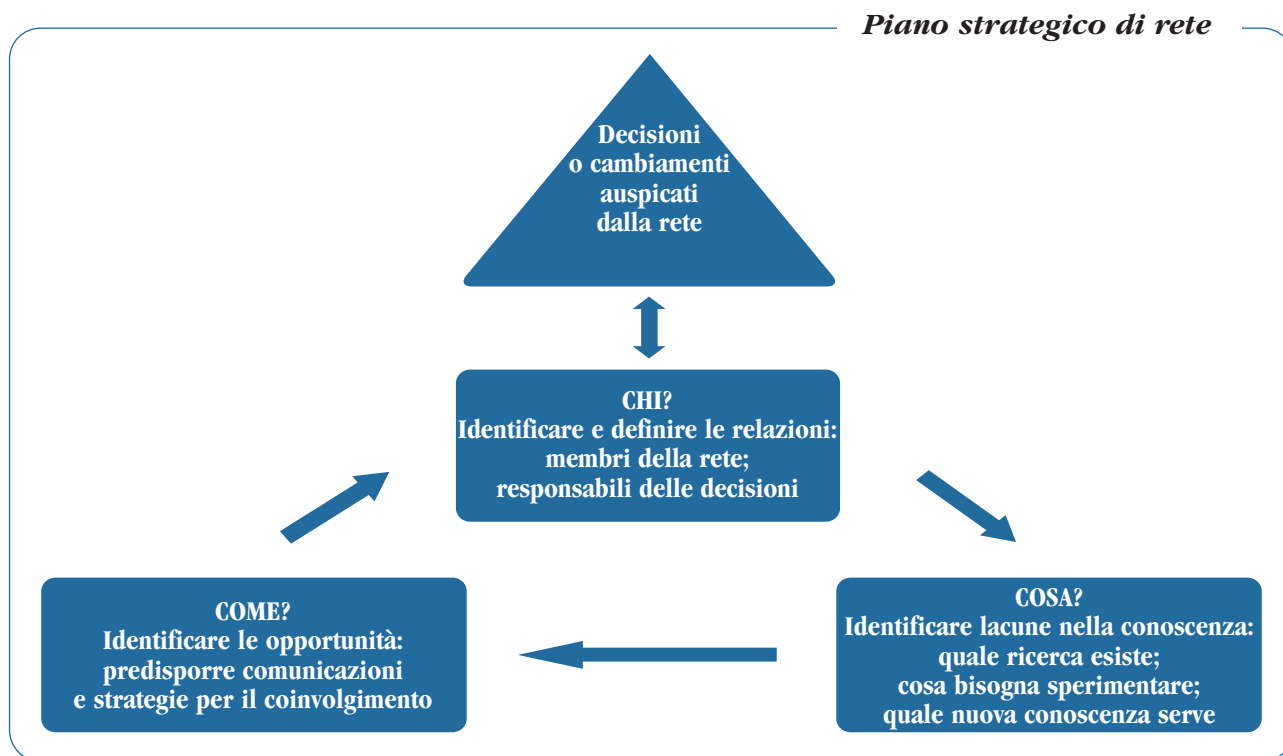 Piano strategico di rete
Decisioni
o cambiamenti
auspicati
dalla rete
CHI?
Identificare e definire le relazioni:
membri della rete;
responsabili delle decisioni
COME?
Identificare le opportunità:
predisporre comunicazioni
e strategie per il coinvolgimento
COSA?
Identificare lacune nella conoscenza:
quale ricerca esiste;
cosa bisogna sperimentare;
quale nuova conoscenza serve